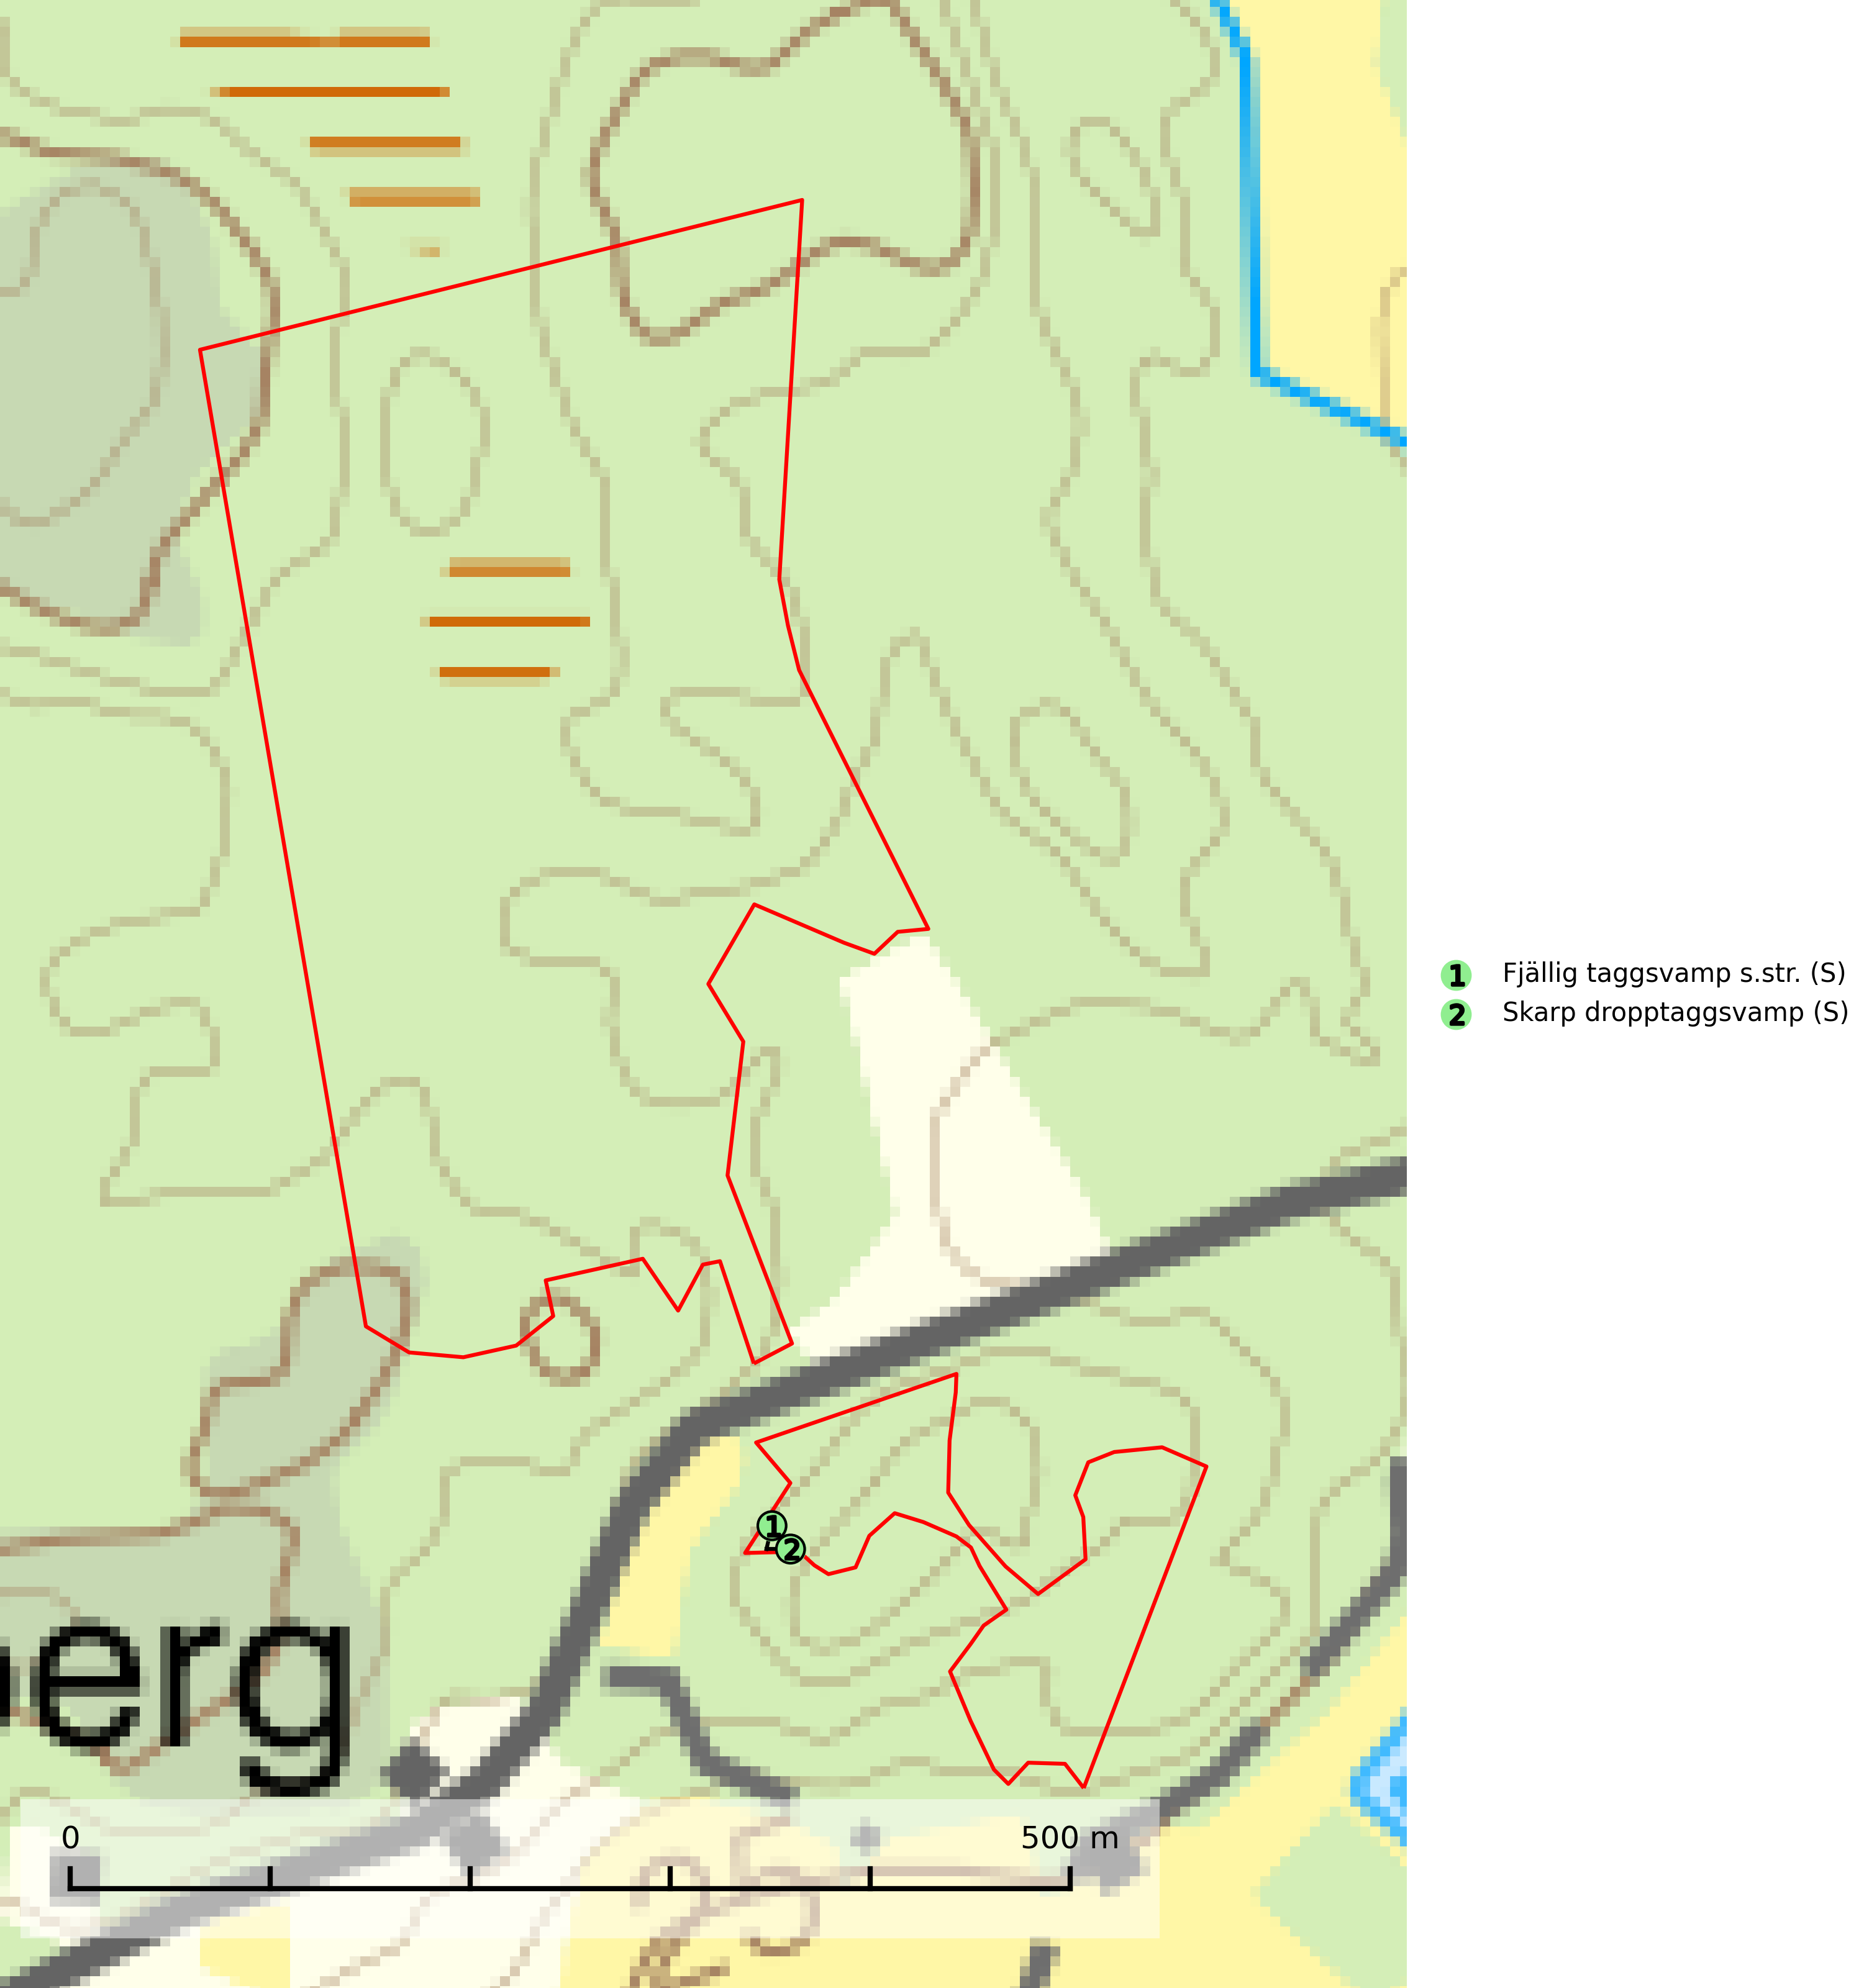 1 Fjällig taggsvamp s.str. (S)
2 Skarp dropptaggsvamp (S)
1
2
erg
0 500 m